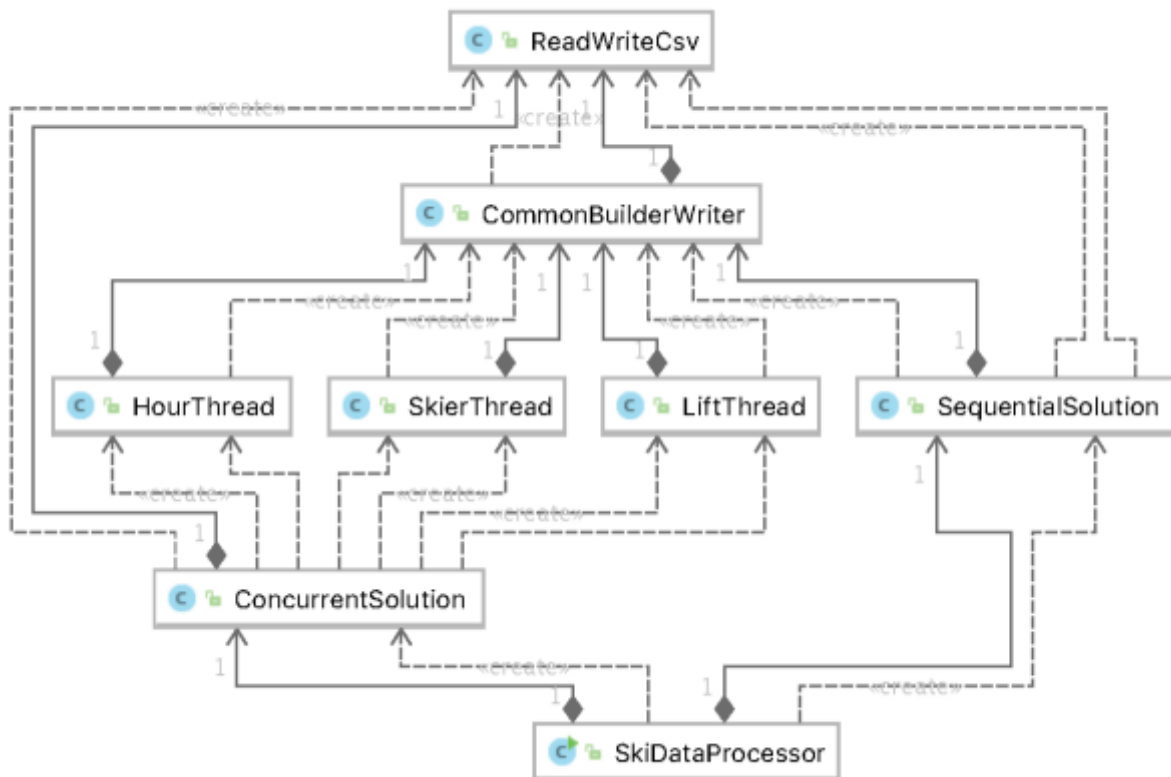 C ReadWriteCsv
«create» 1 «create» 1 «create»
1
C CommonBuilderWriter
1 1 1 1
«create» «create» «create» «create»
1 1 1 1
C HourThread C SkierThread C LiftThread C SequentialSolution
1
«create» «create» «create»
1
C ConcurrentSolution
1 «create» 1 «create»
1
C SkiDataProcessor